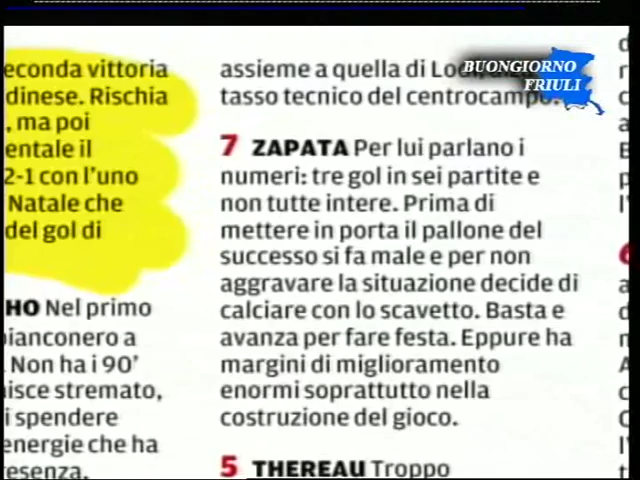 BUONGIORNO
FRIULI
econda vittoria
dinese. Rischia
, ma poi
entale il
2-1 con l'uno
Natale che
del gol di
HO Nel primo
bianconero a
. Non ha i 90'
nisce stremato,
i spendere
energie che ha
resenza.
assieme a quella di
tasso tecnico del centrocampo.
7 ZAPATA Per lui parlano i
numeri: tre gol in sei partite e
non tutte intere. Prima di
mettere in porta il pallone del
successo si fa male e per non
aggravare la situazione decide di
calciare con lo scavetto. Basta e
avanza per fare festa. Eppure ha
margini di miglioramento
enormi soprattutto nella
costruzione del gioco.
5 THEREAU Troppo